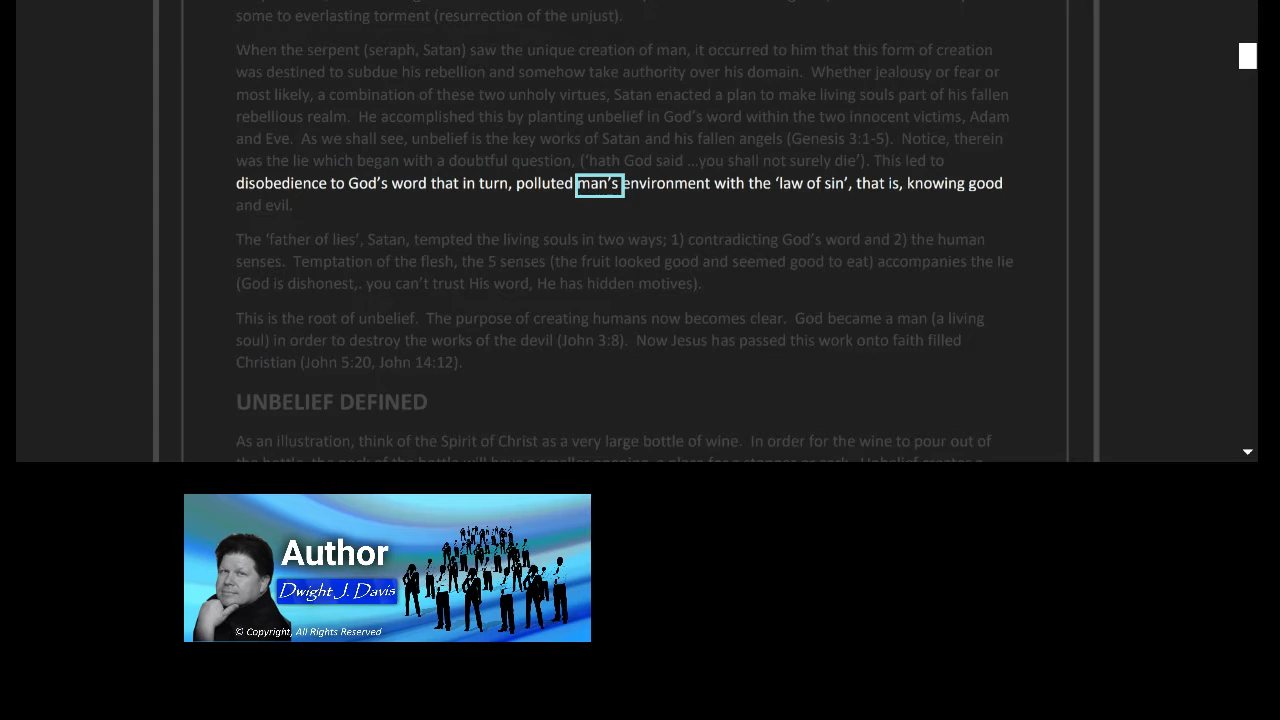 some to everlasting torment (resurrection of the unjust).
When the serpent (seraph, Satan) saw the unique creation of man, it occurred to him that this form of creation
was destined to subdue his rebellion and somehow take authority over his domain.  Whether jealousy or fear or
most likely, a combination of these two unholy virtues, Satan enacted a plan to make living souls part of his fallen
rebellious realm.  He accomplished this by planting unbelief in God’s word within the two innocent victims, Adam
and Eve.  As we shall see, unbelief is the key works of Satan and his fallen angels (Genesis 3:1-5).  Notice, therein
was the lie which began with a doubtful question, (‘hath God said …you shall not surely die’). This led to
disobedience to God’s word that in turn, polluted man’s environment with the ‘law of sin’, that is, knowing good
and evil.
The ‘father of lies’, Satan, tempted the living souls in two ways; 1) contradicting God’s word and 2) the human
senses.  Temptation of the flesh, the 5 senses (the fruit looked good and seemed good to eat) accompanies the lie
(God is dishonest,. you can’t trust His word, He has hidden motives).
This is the root of unbelief.  The purpose of creating humans now becomes clear.  God became a man (a living
soul) in order to destroy the works of the devil (John 3:8).  Now Jesus has passed this work onto faith filled
Christian (John 5:20, John 14:12).
UNBELIEF DEFINED
As an illustration, think of the Spirit of Christ as a very large bottle of wine.  In order for the wine to pour out of
Author
Dwight J. Davis
© Copyright, All Rights Reserved